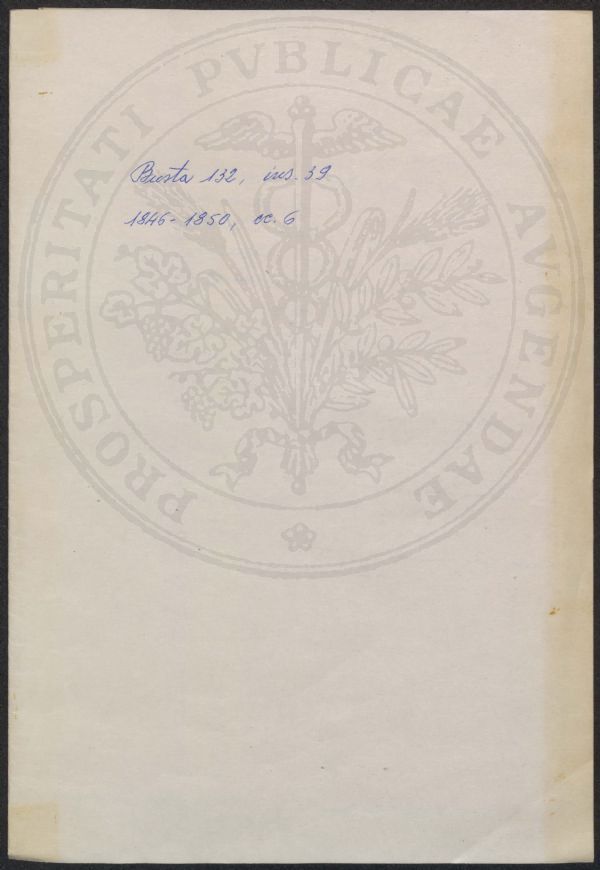 PROSPERITATI PVBLICAE AVGENDAE
Busta 132, ins. 39
1846-1850, cc. 6